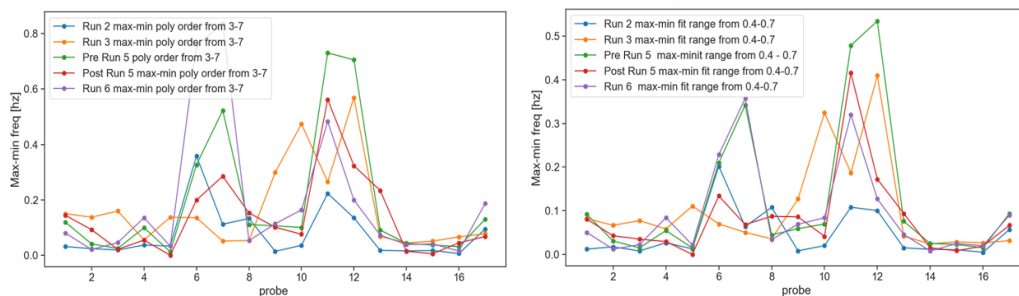 Run 2 max-min poly order from 3-7
Run 3 max-min poly order from 3-7
Pre Run 5 poly order from 3-7
Post Run 5 max-min poly order from 3-7
Run 6 max-min poly order from 3-7
Max-min freq [hz]
0.8
0.6
0.4
0.2
0.0
2 4 6 8 10 12 14 16
probe
Run 2 max-min fit range from 0.4-0.7
Run 3 max-min fit range from 0.4-0.7
Pre Run 5 max-minit range from 0.4 - 0.7
Post Run 5 max-min fit range from 0.4-0.7
Run 6 max-min fit range from 0.4-0.7
Max-min freq [hz]
0.5
0.4
0.3
0.2
0.1
0.0
2 4 6 8 10 12 14 16
probe